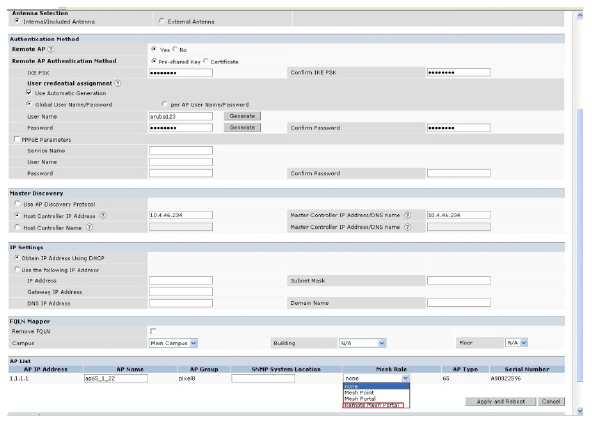 Antenna Selection
Internal/Included Antenna External Antenna
Authentication Method
Remote AP ? Yes No
Remote AP Authentication Method Pre-shared Key Certificate
IKE PSK •••••••• Confirm IKE PSK ••••••••
User credential assignment ?
Use Automatic Generation
Global User Name/Password per AP User Name/Password
User Name aruba123 Generate
Password •••••••• Generate Confirm Password ••••••••
PPPoE Parameters
Service Name
User Name
Password Confirm Password
Master Discovery
Use AP Discovery Protocol
Host Controller IP Address ? 10.4.46.234 Master Controller IP Address/DNS name ? 10.4.46.234
Host Controller Name ? Master Controller IP Address/DNS name ?
IP Settings
Obtain IP Address Using DHCP
Use the following IP Address
IP Address Subnet Mask
Gateway IP Address
DNS IP Address Domain Name
FQLN Mapper
Remove FQLN
Campus Main Campus Building N/A Floor N/A
AP List
AP IP Address AP Name AP Group SNMP System Location Mesh Role AP Type Serial Number
1.1.1.1 ap65_1_22 pixel8 none 65 A90022596
none
Mesh Point
Mesh Portal
Remote Mesh Portal
Apply and Reboot Cancel